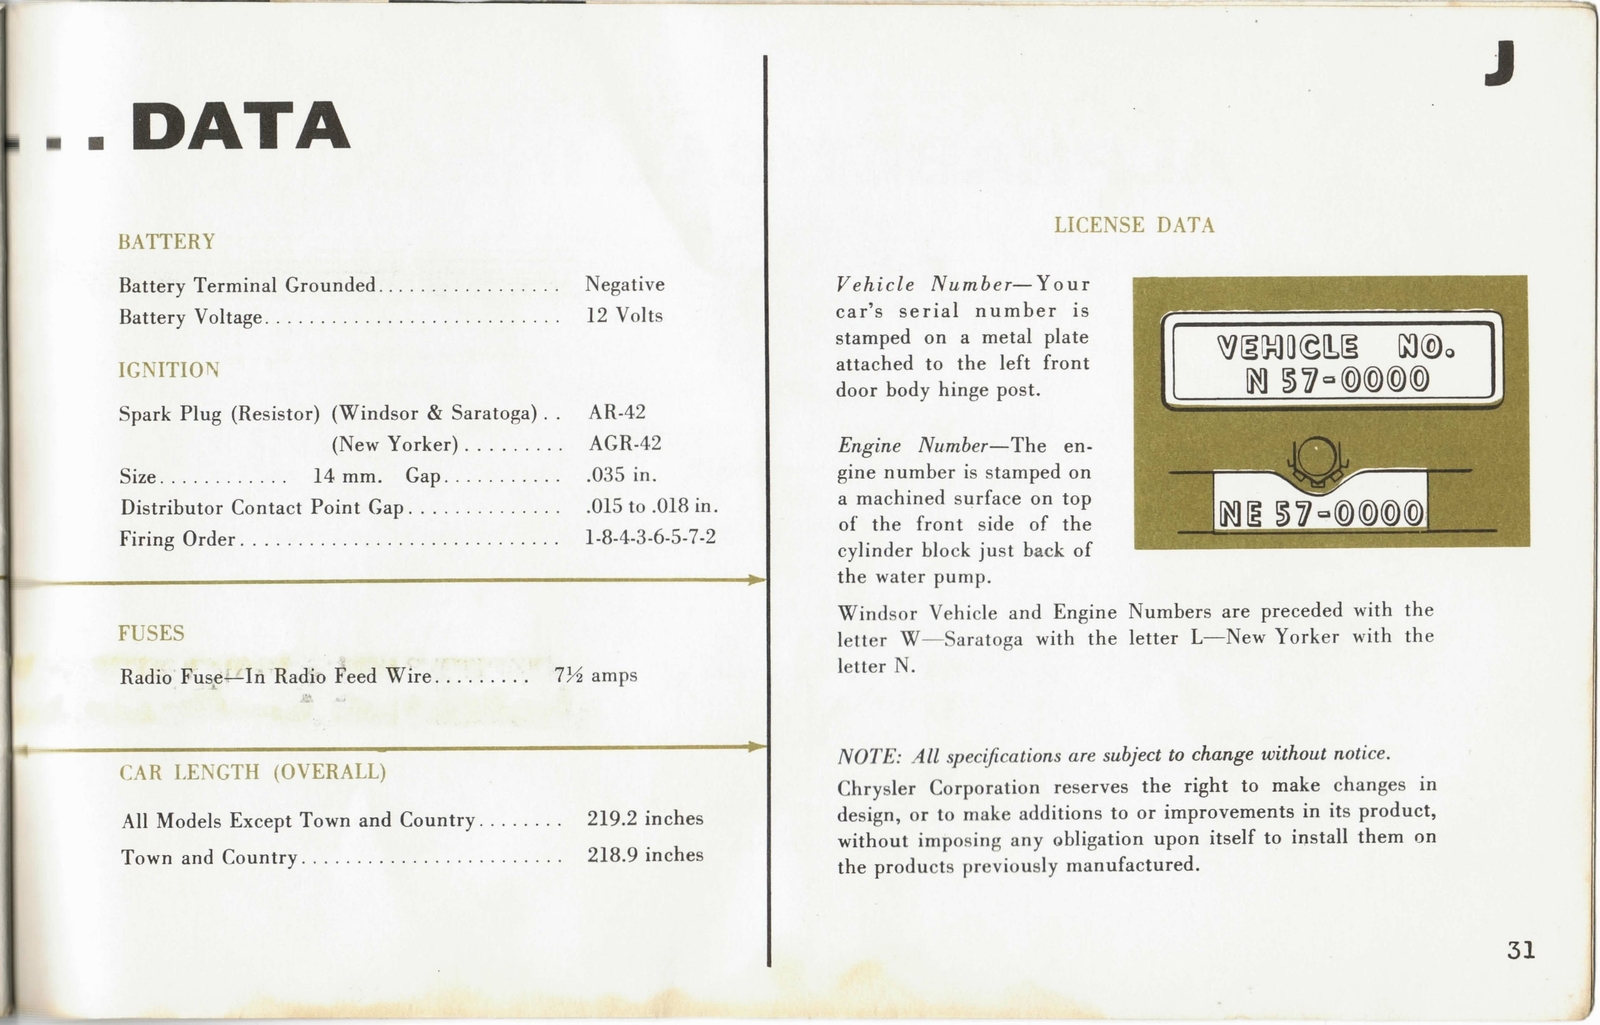 J
. . . DATA
BATTERY
Battery Terminal Grounded................. Negative
Battery Voltage........................... 12 Volts
IGNITION
Spark Plug (Resistor) (Windsor & Saratoga).. AR-42
(New Yorker)......... AGR-42
Size............ 14 mm. Gap........... .035 in.
Distributor Contact Point Gap.............. .015 to .018 in.
Firing Order............................. 1-8-4-3-6-5-7-2
FUSES
Radio Fuse—In Radio Feed Wire......... 7½ amps
CAR LENGTH (OVERALL)
All Models Except Town and Country........ 219.2 inches
Town and Country........................ 218.9 inches
LICENSE DATA
Vehicle Number—Your
car's serial number is
stamped on a metal plate
attached to the left front
door body hinge post.
VEHICLE NO.
N 57-0000
Engine Number—The en-
gine number is stamped on
a machined surface on top
of the front side of the
cylinder block just back of
the water pump.
NE 57-0000
Windsor Vehicle and Engine Numbers are preceded with the
letter W—Saratoga with the letter L—New Yorker with the
letter N.
NOTE: All specifications are subject to change without notice.
Chrysler Corporation reserves the right to make changes in
design, or to make additions to or improvements in its product,
without imposing any obligation upon itself to install them on
the products previously manufactured.
31